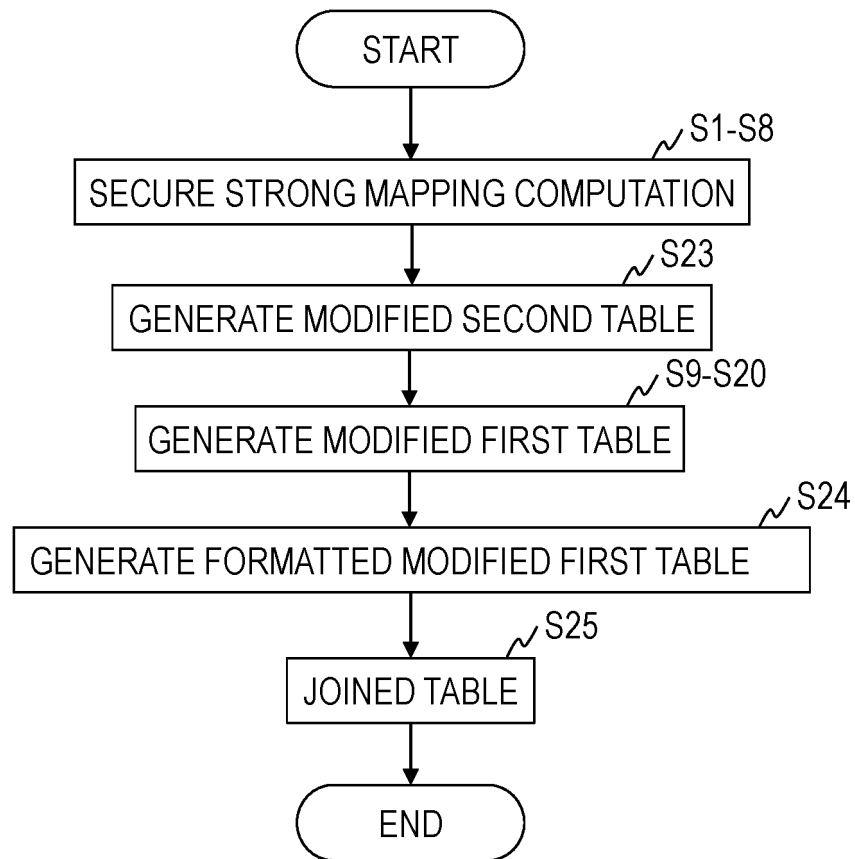 START
S1-S8
SECURE STRONG MAPPING COMPUTATION
S23
GENERATE MODIFIED SECOND TABLE
S9-S20
GENERATE MODIFIED FIRST TABLE
S24
GENERATE FORMATTED MODIFIED FIRST TABLE
S25
JOINED TABLE
END